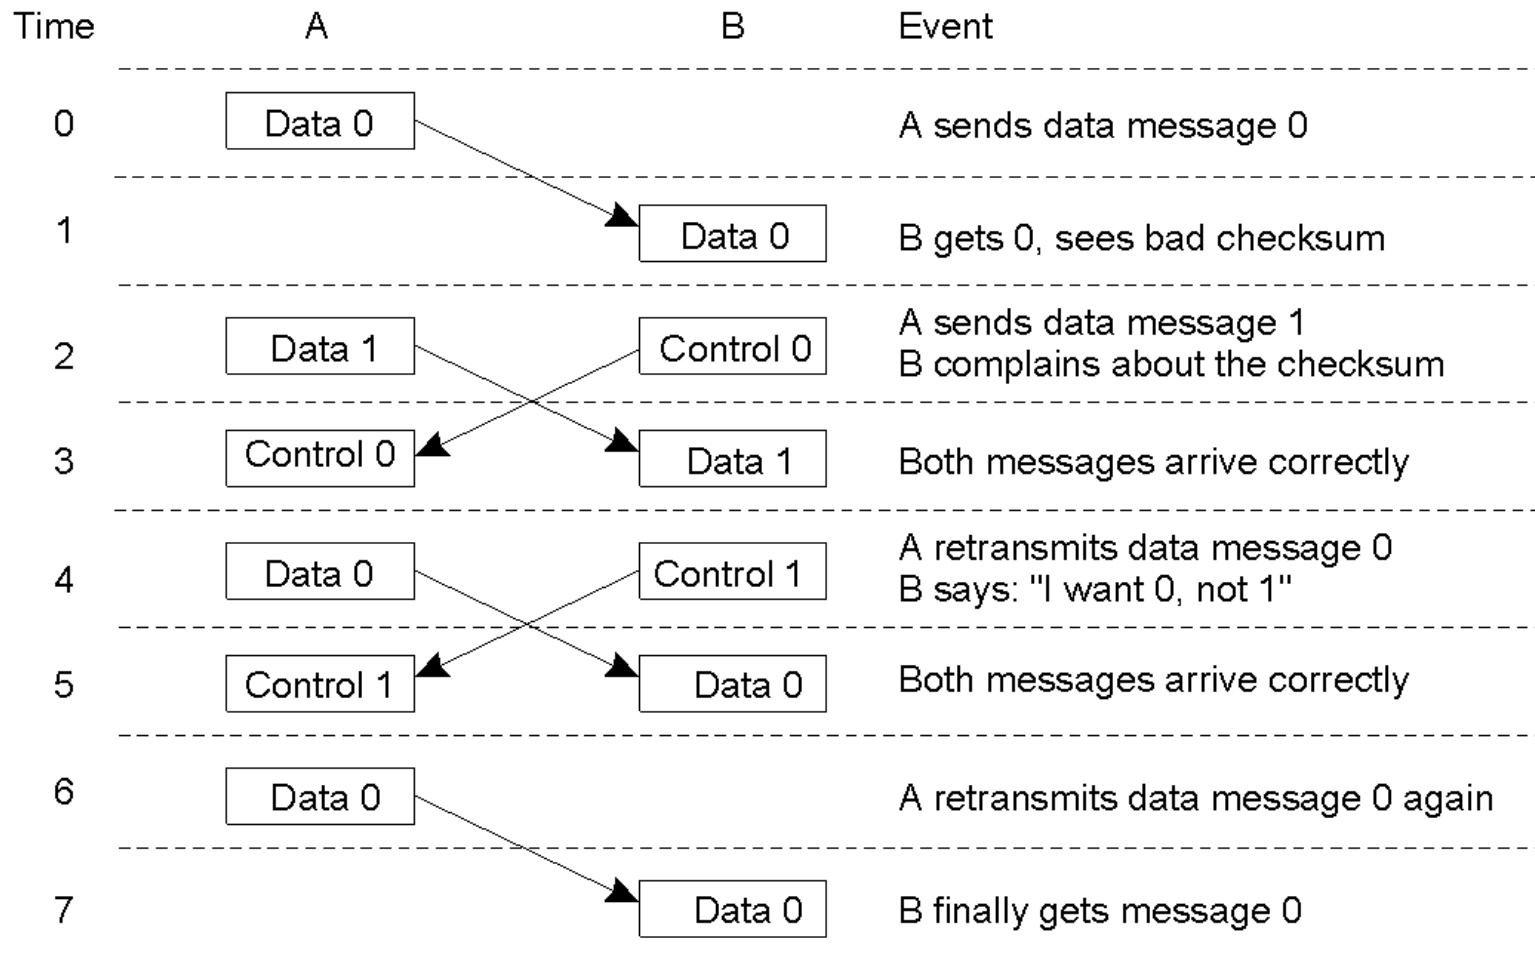 Time A B Event
0 Data 0 A sends data message 0
1 Data 0 B gets 0, sees bad checksum
2 Data 1 Control 0 A sends data message 1
B complains about the checksum
3 Control 0 Data 1 Both messages arrive correctly
4 Data 0 Control 1 A retransmits data message 0
B says: "I want 0, not 1"
5 Control 1 Data 0 Both messages arrive correctly
6 Data 0 A retransmits data message 0 again
7 Data 0 B finally gets message 0